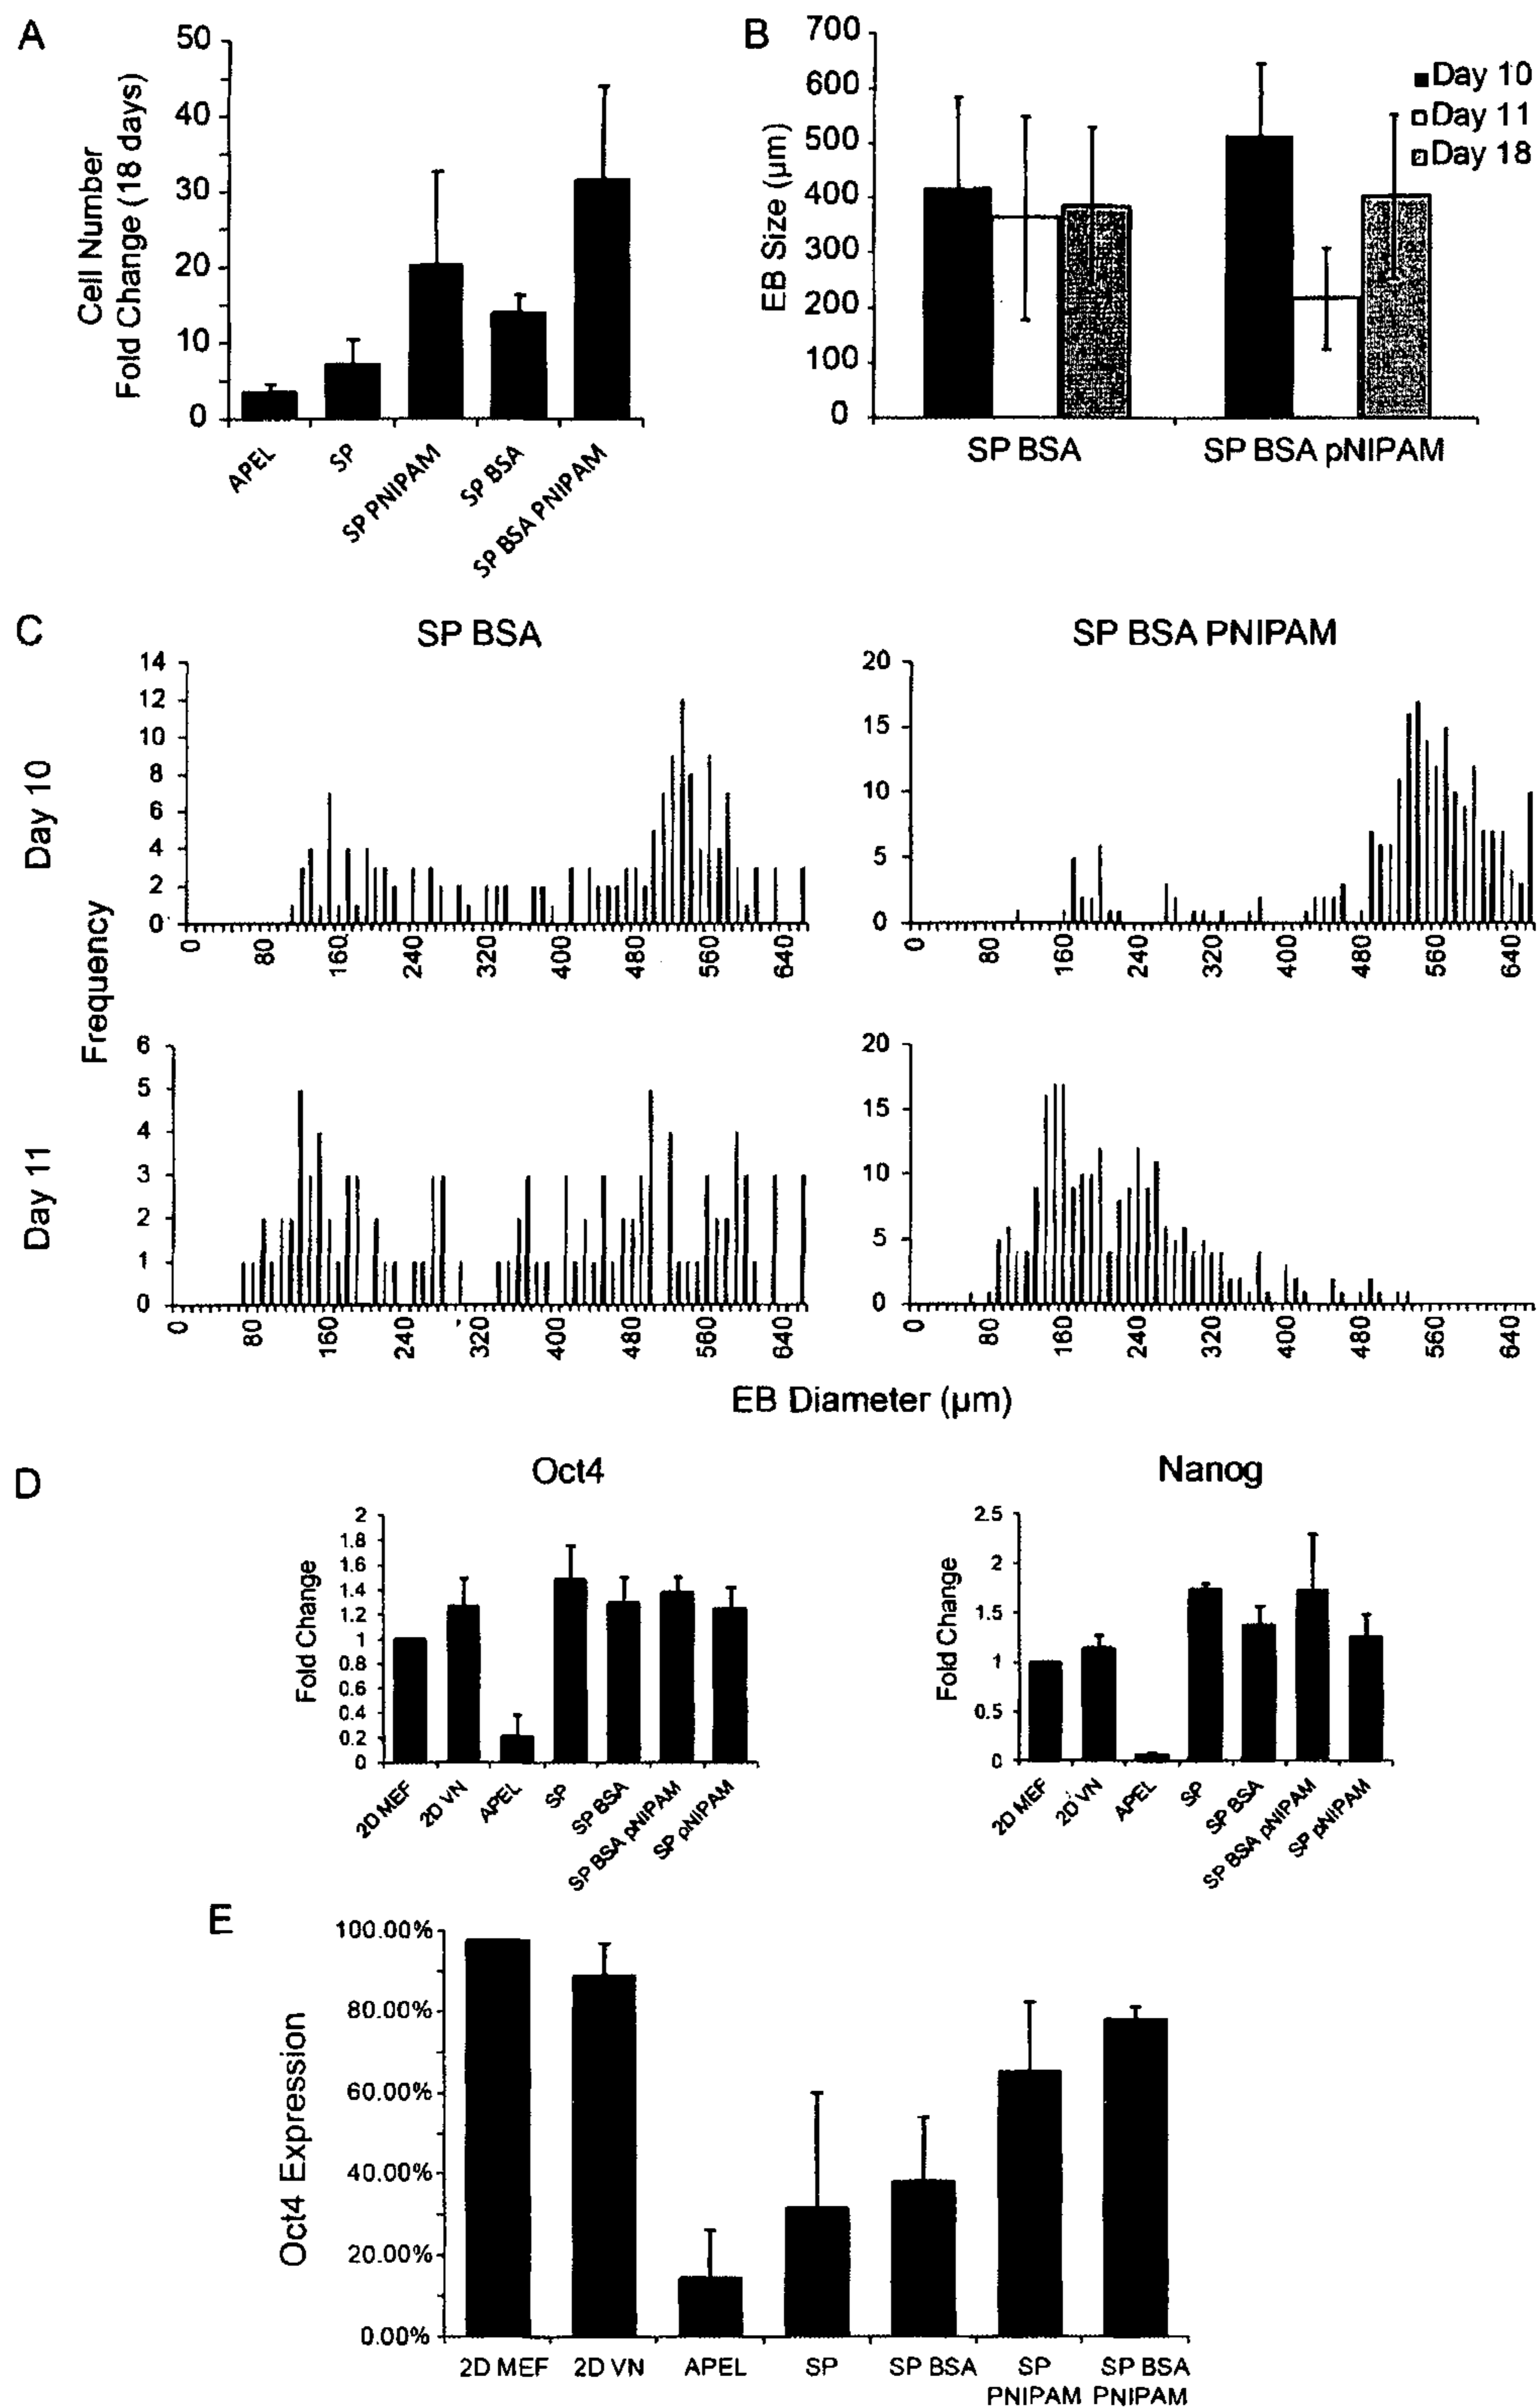 A
Cell Number
Fold Change (18 days)
50
40
30
20
10
0
APEL
SP
SP PNIPAM
SP BSA
SP BSA PNIPAM
B
EB Size (µm)
700
600
500
400
300
200
100
0
Day 10
Day 11
Day 18
SP BSA
SP BSA pNIPAM
C
SP BSA
SP BSA PNIPAM
Frequency
Day 10
14
12
10
8
6
4
2
0
0 80 160 240 320 400 480 560 640
20
15
10
5
0
0 80 160 240 320 400 480 560 640
Day 11
6
5
4
3
2
1
0
0 80 160 240 320 400 480 560 640
20
15
10
5
0
0 80 160 240 320 400 480 560 640
EB Diameter (µm)
D
Oct4
Fold Change
2
1.8
1.6
1.4
1.2
1
0.8
0.6
0.4
0.2
0
2D MEF
2D VN
APEL
SP
SP BSA
SP BSA pNIPAM
SP pNIPAM
Nanog
Fold Change
2.5
2
1.5
1
0.5
0
2D MEF
2D VN
APEL
SP
SP BSA
SP BSA pNIPAM
SP pNIPAM
E
Oct4 Expression
100.00%
80.00%
60.00%
40.00%
20.00%
0.00%
2D MEF
2D VN
APEL
SP
SP BSA
SP
PNIPAM
SP BSA
PNIPAM